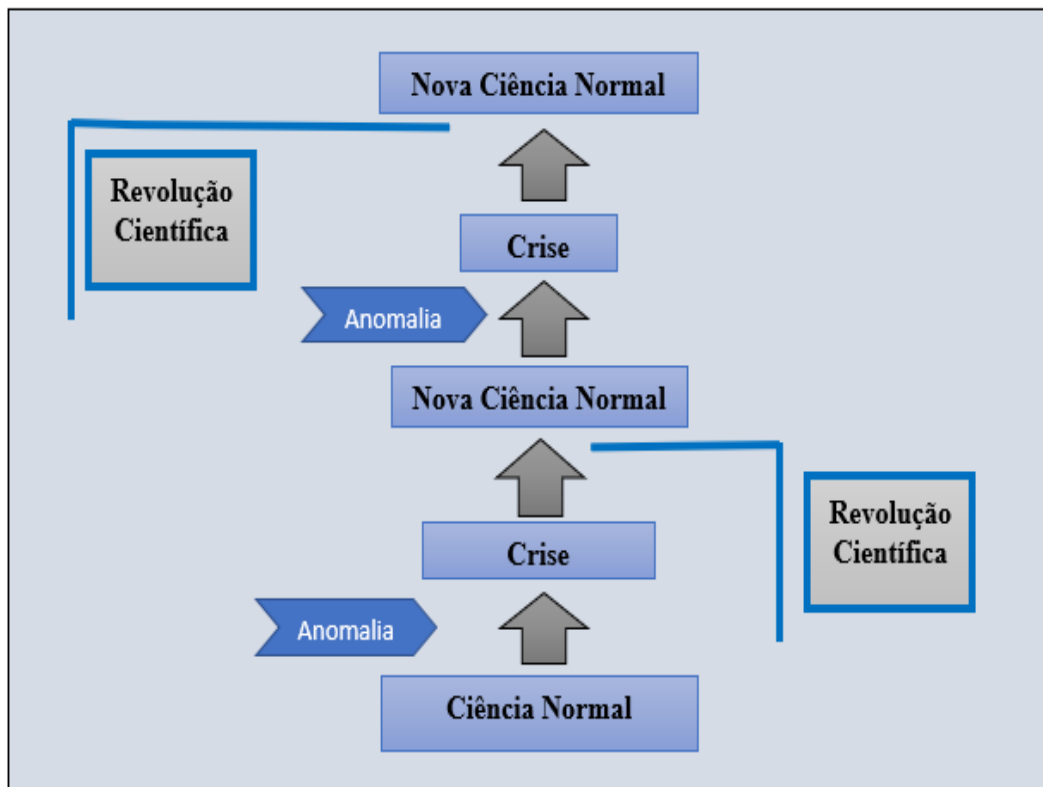 Nova Ciência Normal
Revolução
Científica
Crise
Anomalia
Nova Ciência Normal
Revolução
Científica
Crise
Anomalia
Ciência Normal